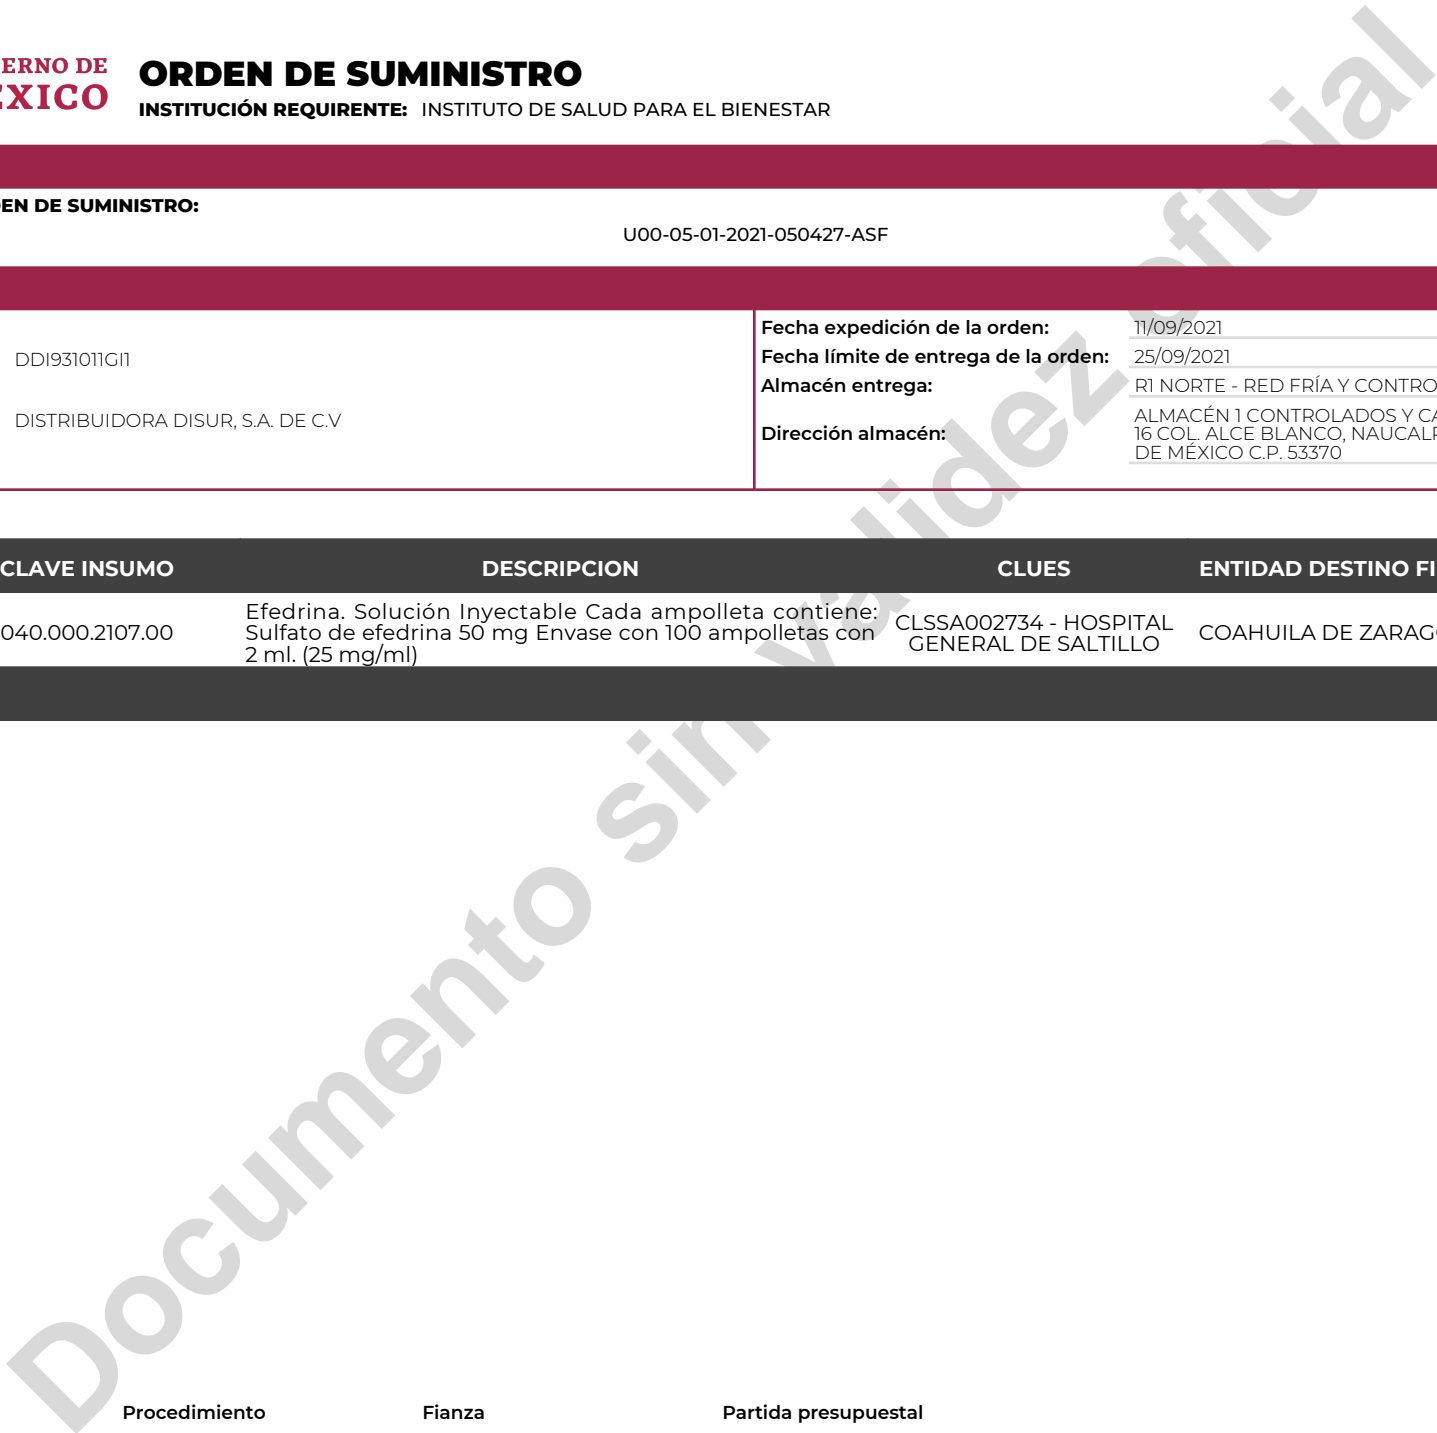 ERNO DE
ÉXICO
ORDEN DE SUMINISTRO
INSTITUCIÓN REQUIRENTE: INSTITUTO DE SALUD PARA EL BIENESTAR
EN DE SUMINISTRO:
U00-05-01-2021-050427-ASF
DDI931011GI1
DISTRIBUIDORA DISUR, S.A. DE C.V
Fecha expedición de la orden: 11/09/2021
Fecha límite de entrega de la orden: 25/09/2021
Almacén entrega: R1 NORTE - RED FRÍA Y CONTRO
Dirección almacén: ALMACÉN 1 CONTROLADOS Y CA
16 COL. ALCE BLANCO, NAUCALP
DE MÉXICO C.P. 53370
CLAVE INSUMO DESCRIPCION CLUES ENTIDAD DESTINO FI
040.000.2107.00
Efedrina. Solución Inyectable Cada ampolleta contiene:
Sulfato de efedrina 50 mg Envase con 100 ampolletas con
2 ml. (25 mg/ml)
CLSSA002734 - HOSPITAL
GENERAL DE SALTILLO
COAHUILA DE ZARAG
Documento sin validez oficial
Procedimiento Fianza Partida presupuestal